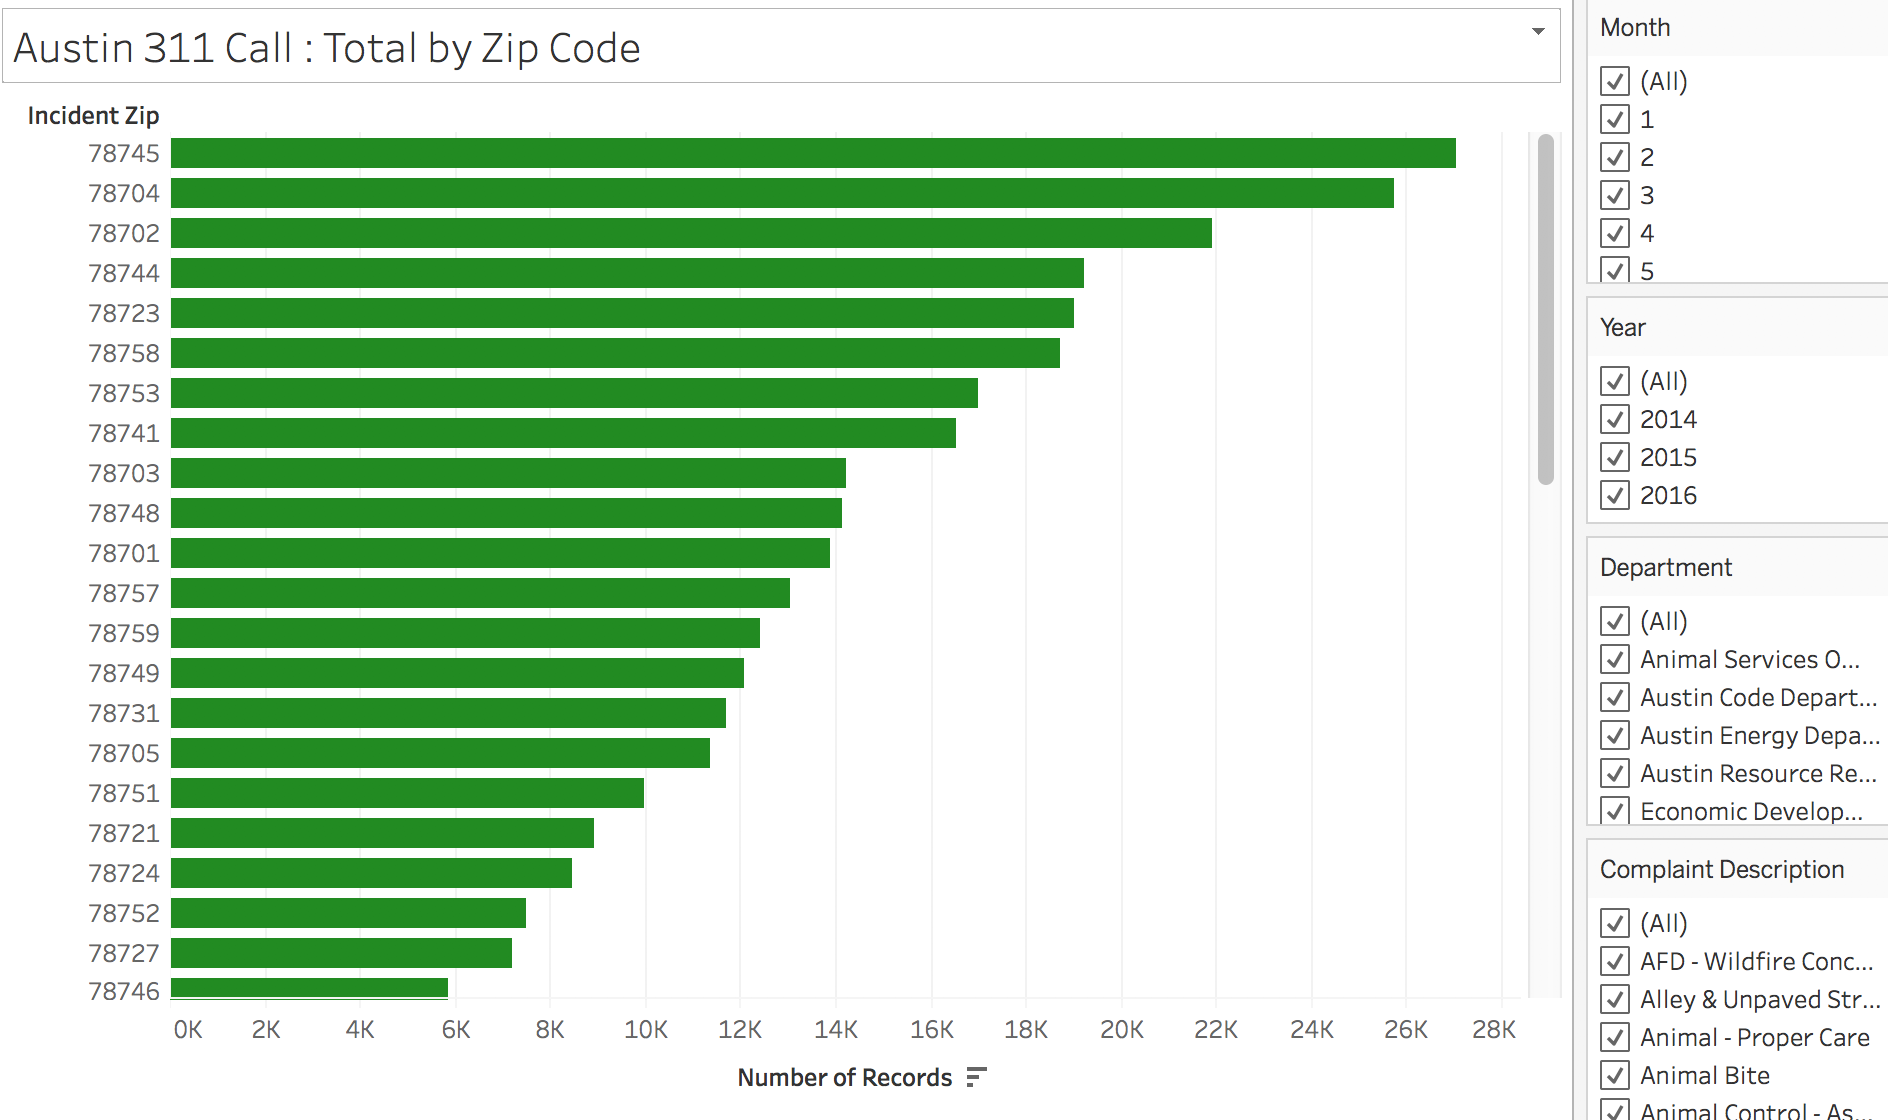 Austin 311 Call : Total by Zip Code
Incident Zip
78745
78704
78702
78744
78723
78758
78753
78741
78703
78748
78701
78757
78759
78749
78731
78705
78751
78721
78724
78752
78727
78746
0K 2K 4K 6K 8K 10K 12K 14K 16K 18K 20K 22K 24K 26K 28K
Number of Records
Month
(All)
1
2
3
4
5
Year
(All)
2014
2015
2016
Department
(All)
Animal Services O...
Austin Code Depart...
Austin Energy Depa...
Austin Resource Re...
Economic Develop...
Complaint Description
(All)
AFD - Wildfire Conc...
Alley & Unpaved Str...
Animal - Proper Care
Animal Bite
Animal Control - As...